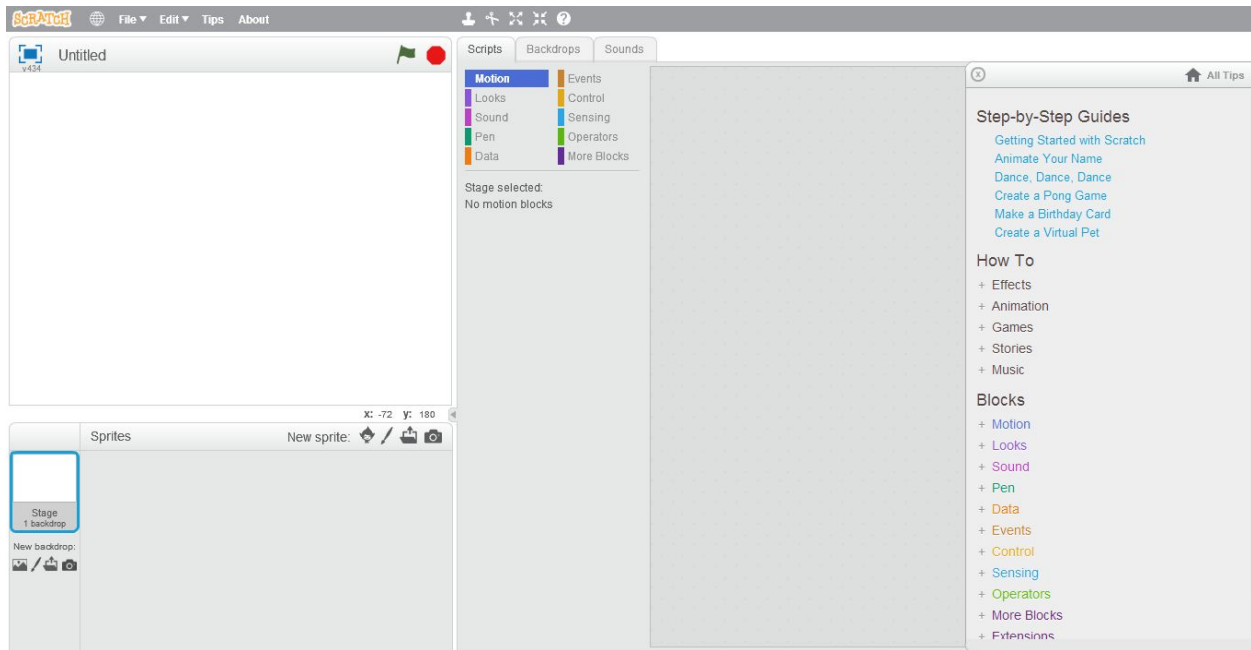 SCRATCH File Edit Tips About
v434 Untitled
Scripts Backdrops Sounds
Motion Events
Looks Control
Sound Sensing
Pen Operators
Data More Blocks
Stage selected:
No motion blocks
x: -72 y: 180
Sprites New sprite:
Stage
1 backdrop
New backdrop:
All Tips
Step-by-Step Guides
Getting Started with Scratch
Animate Your Name
Dance, Dance, Dance
Create a Pong Game
Make a Birthday Card
Create a Virtual Pet
How To
+ Effects
+ Animation
+ Games
+ Stories
+ Music
Blocks
+ Motion
+ Looks
+ Sound
+ Pen
+ Data
+ Events
+ Control
+ Sensing
+ Operators
+ More Blocks
+ Extensions